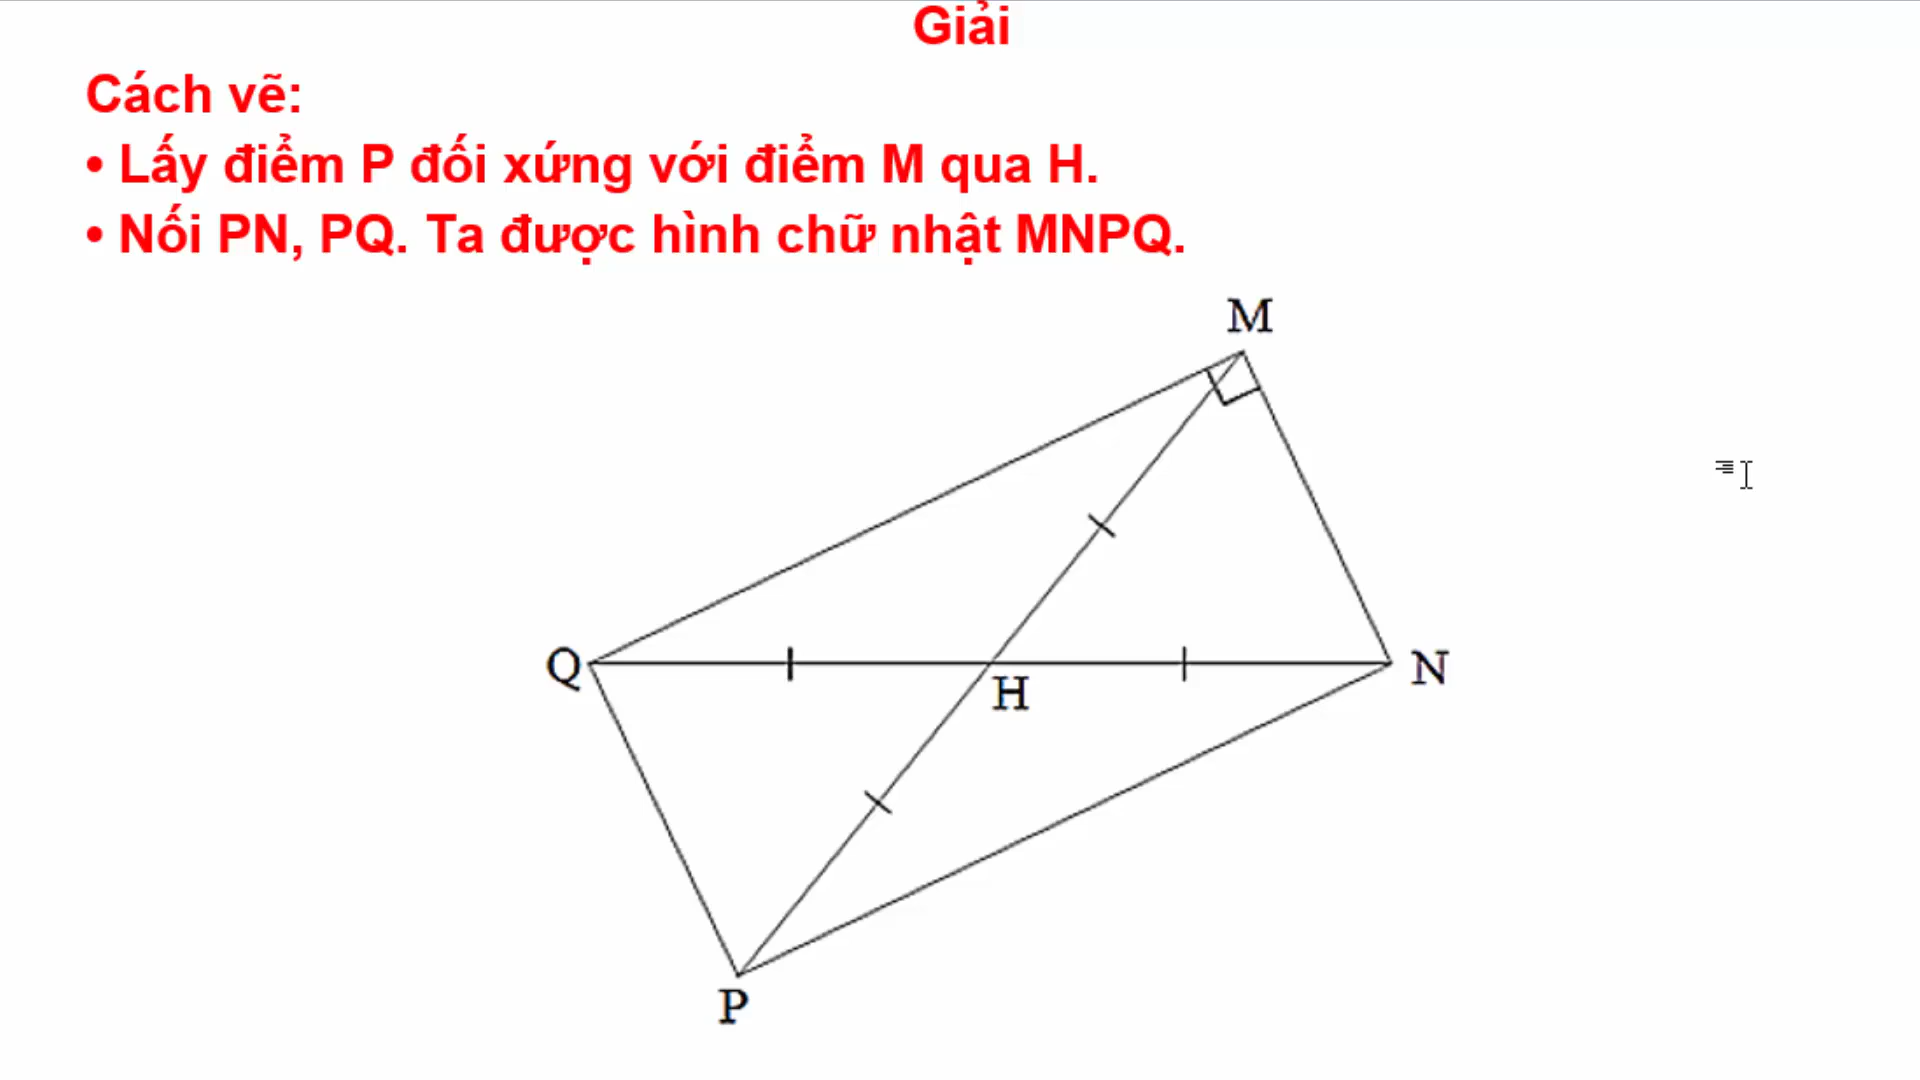 Giải
Cách vẽ:
• Lấy điểm P đối xứng với điểm M qua H.
• Nối PN, PQ. Ta được hình chữ nhật MNPQ.
M
Q
H
N
P